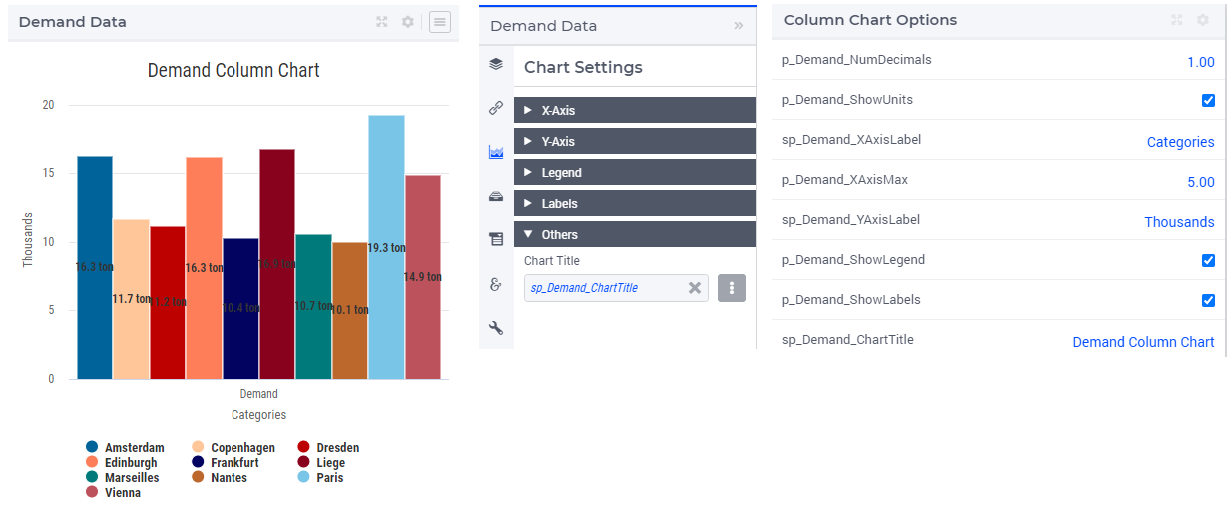 Demand Data
Demand Column Chart
20
15
10
5
0
Thousands
16.3 ton
11.7 ton
11.2 ton
16.3 ton
10.4 ton
16.9 ton
10.7 ton
10.1 ton
19.3 ton
14.9 ton
Demand
Categories
Amsterdam Copenhagen Dresden
Edinburgh Frankfurt Liege
Marseilles Nantes Paris
Vienna
Demand Data »
Chart Settings
X-Axis
Y-Axis
Legend
Labels
Others
Chart Title
sp_Demand_ChartTitle
Column Chart Options
p_Demand_NumDecimals 1.00
p_Demand_ShowUnits
sp_Demand_XAxisLabel Categories
p_Demand_XAxisMax 5.00
sp_Demand_YAxisLabel Thousands
p_Demand_ShowLegend
p_Demand_ShowLabels
sp_Demand_ChartTitle Demand Column Chart